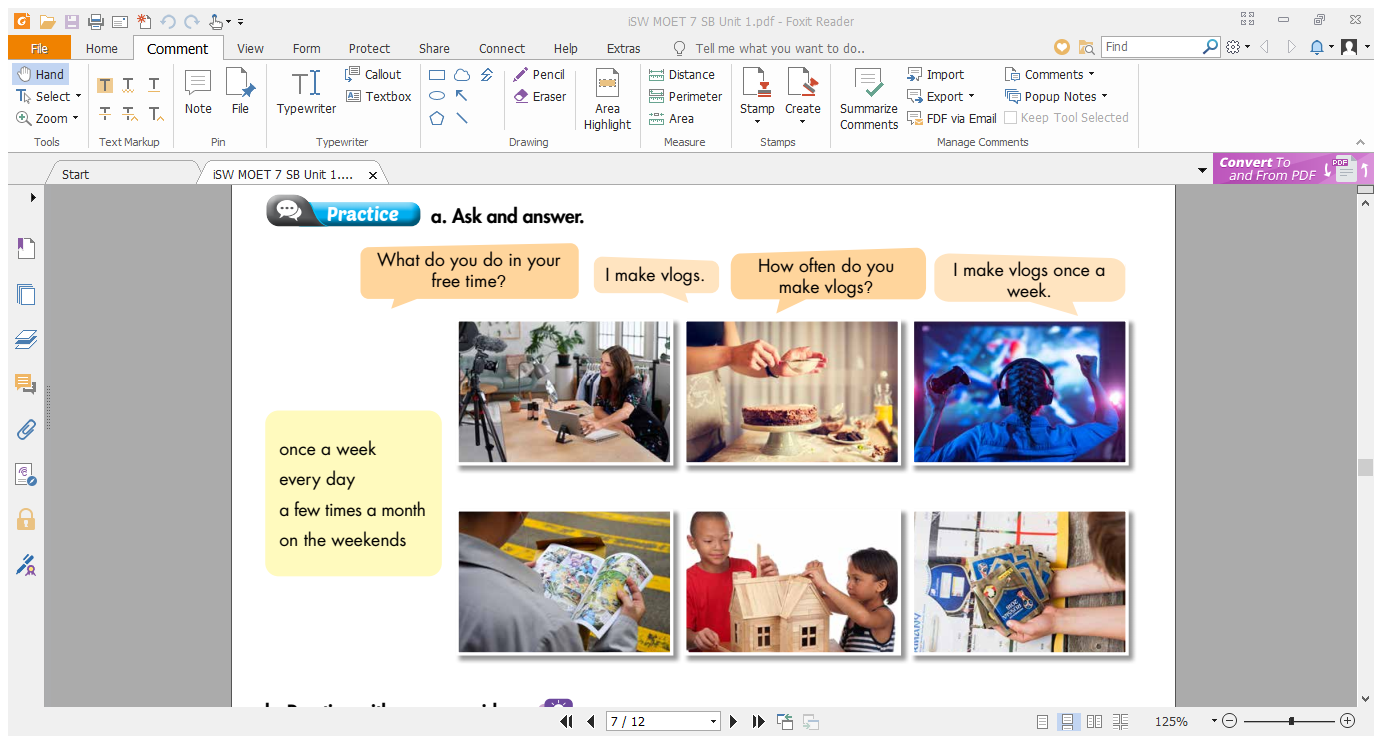 iSW MOET 7 SB Unit 1.pdf - Foxit Reader
File Home Comment View Form Protect Share Connect Help Extras Tell me what you want to do.. Find
Hand
Select
Zoom
Tools
Text Markup
Note
File
Pin
Typewriter
Callout
Textbox
Typewriter
Pencil
Eraser
Area
Highlight
Drawing
Distance
Perimeter
Area
Measure
Stamp
Create
Stamps
Summarize
Comments
Import
Export
FDF via Email
Comments
Popup Notes
Keep Tool Selected
Manage Comments
Start
iSW MOET 7 SB Unit 1....
Convert To
and From PDF
PDF
Practice a. Ask and answer.
What do you do in your
free time?
I make vlogs.
How often do you
make vlogs?
I make vlogs once a
week.
once a week
every day
a few times a month
on the weekends
7 / 12
125%